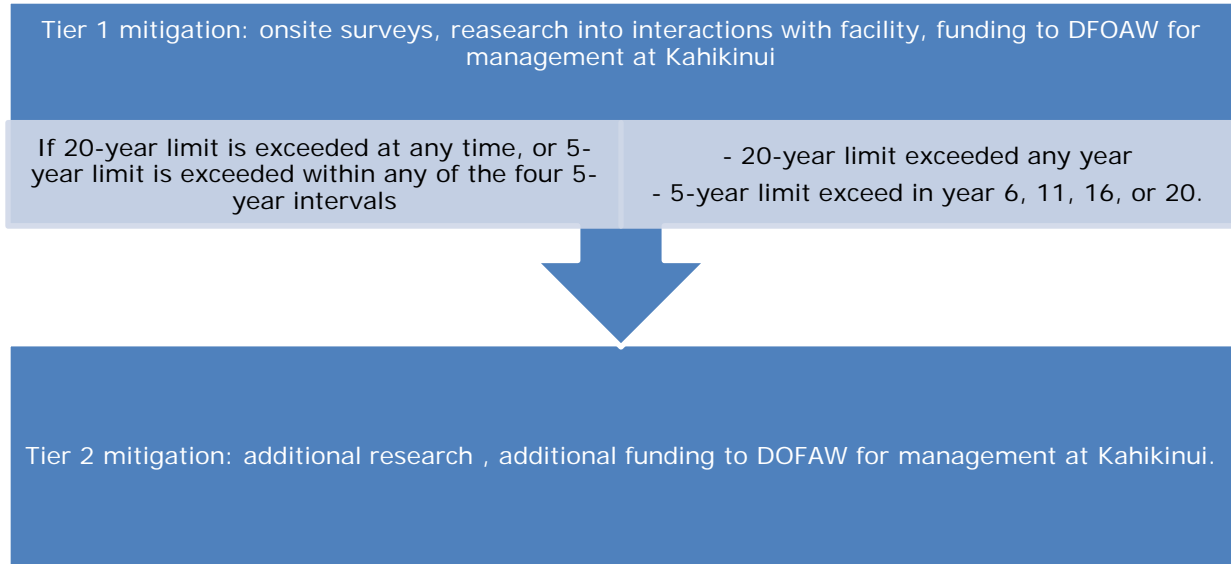 Tier 1 mitigation: onsite surveys, reasearch into interactions with facility, funding to DFOAW for
management at Kahikinui
If 20-year limit is exceeded at any time, or 5-
year limit is exceeded within any of the four 5-
year intervals
- 20-year limit exceeded any year
- 5-year limit exceed in year 6, 11, 16, or 20.
Tier 2 mitigation: additional research , additional funding to DOFAW for management at Kahikinui.